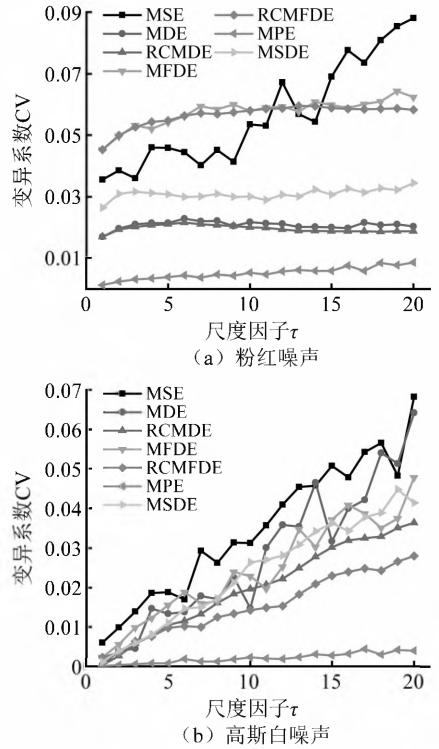 0.09
0.07
0.05
0.03
0.01
变异系数CV
MSE
MDE
RCMDE
MFDE
RCMFDE
MPE
MSDE
0 5 10 15 20
尺度因子τ
(a) 粉红噪声
0.07
0.06
0.05
0.04
0.03
0.02
0.01
0
变异系数CV
MSE
MDE
RCMDE
MFDE
RCMFDE
MPE
MSDE
0 5 10 15 20
尺度因子τ
(b) 高斯白噪声